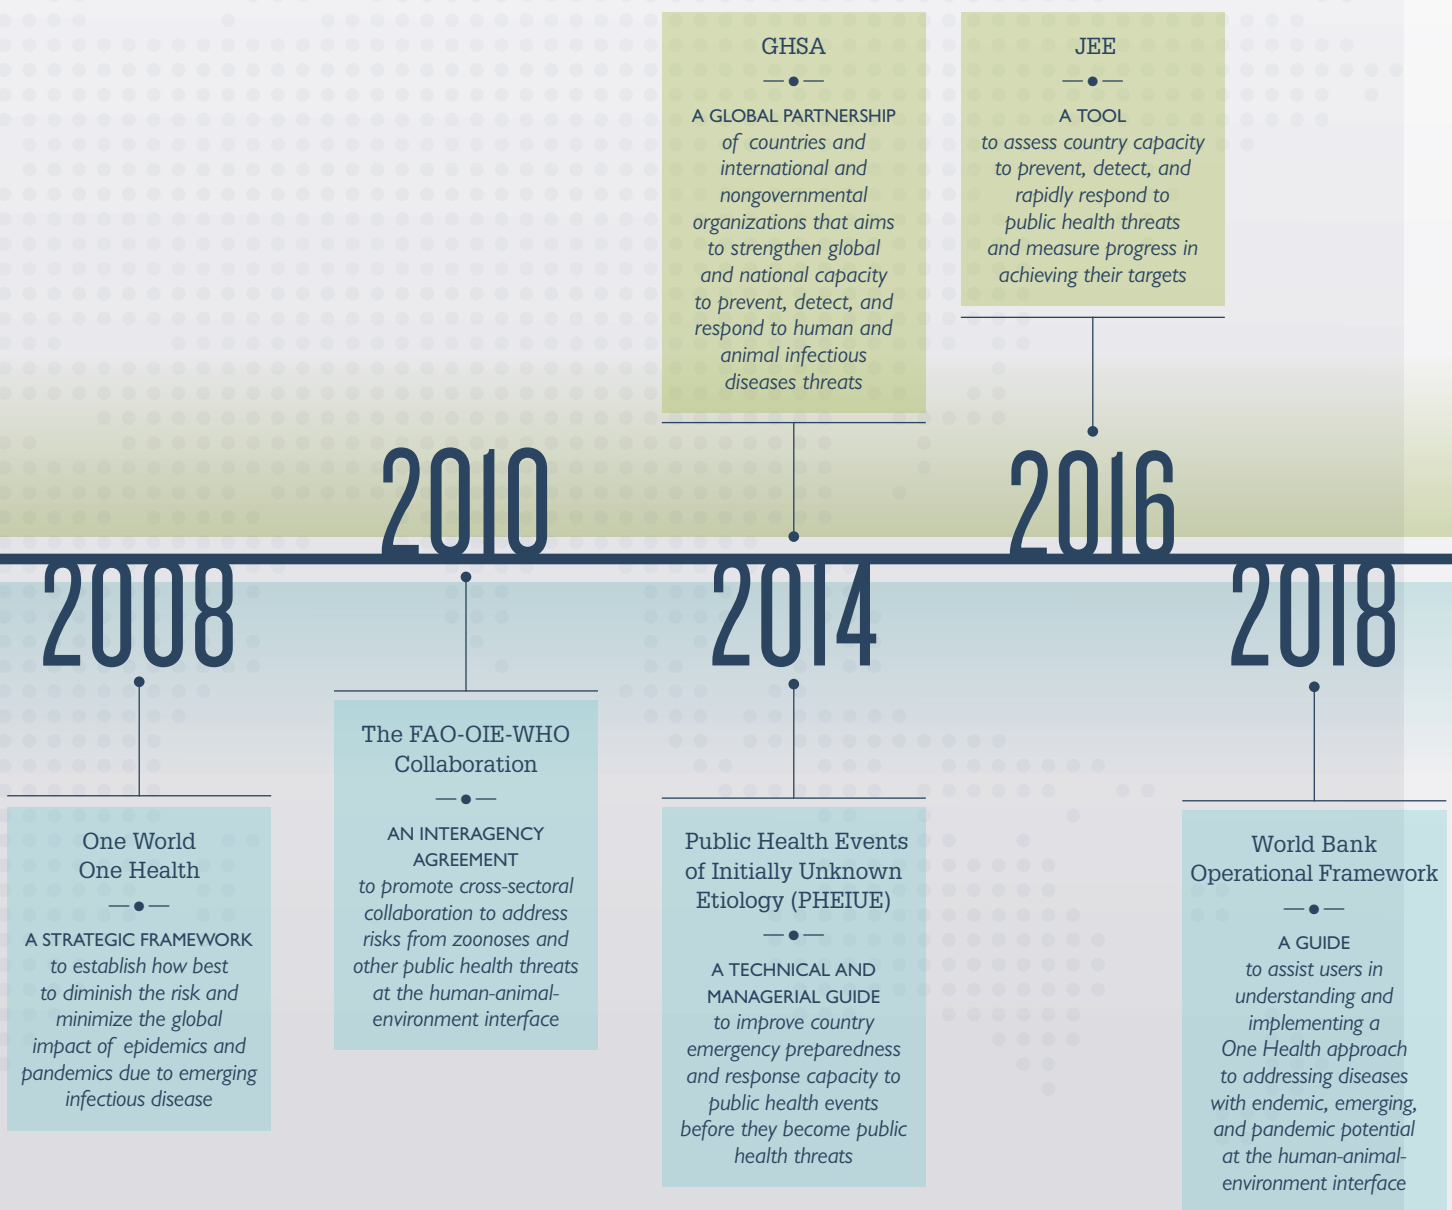 GHSA
A GLOBAL PARTNERSHIP
of countries and
international and
nongovernmental
organizations that aims
to strengthen global
and national capacity
to prevent, detect, and
respond to human and
animal infectious
diseases threats
JEE
A TOOL
to assess country capacity
to prevent, detect, and
rapidly respond to
public health threats
and measure progress in
achieving their targets
2008
2010
2014
2016
2018
One World
One Health
A STRATEGIC FRAMEWORK
to establish how best
to diminish the risk and
minimize the global
impact of epidemics and
pandemics due to emerging
infectious disease
The FAO-OIE-WHO
Collaboration
AN INTERAGENCY
AGREEMENT
to promote cross-sectoral
collaboration to address
risks from zoonoses and
other public health threats
at the human-animal-
environment interface
Public Health Events
of Initially Unknown
Etiology (PHEIUE)
A TECHNICAL AND
MANAGERIAL GUIDE
to improve country
emergency preparedness
and response capacity to
public health events
before they become public
health threats
World Bank
Operational Framework
A GUIDE
to assist users in
understanding and
implementing a
One Health approach
to addressing diseases
with endemic, emerging,
and pandemic potential
at the human-animal-
environment interface